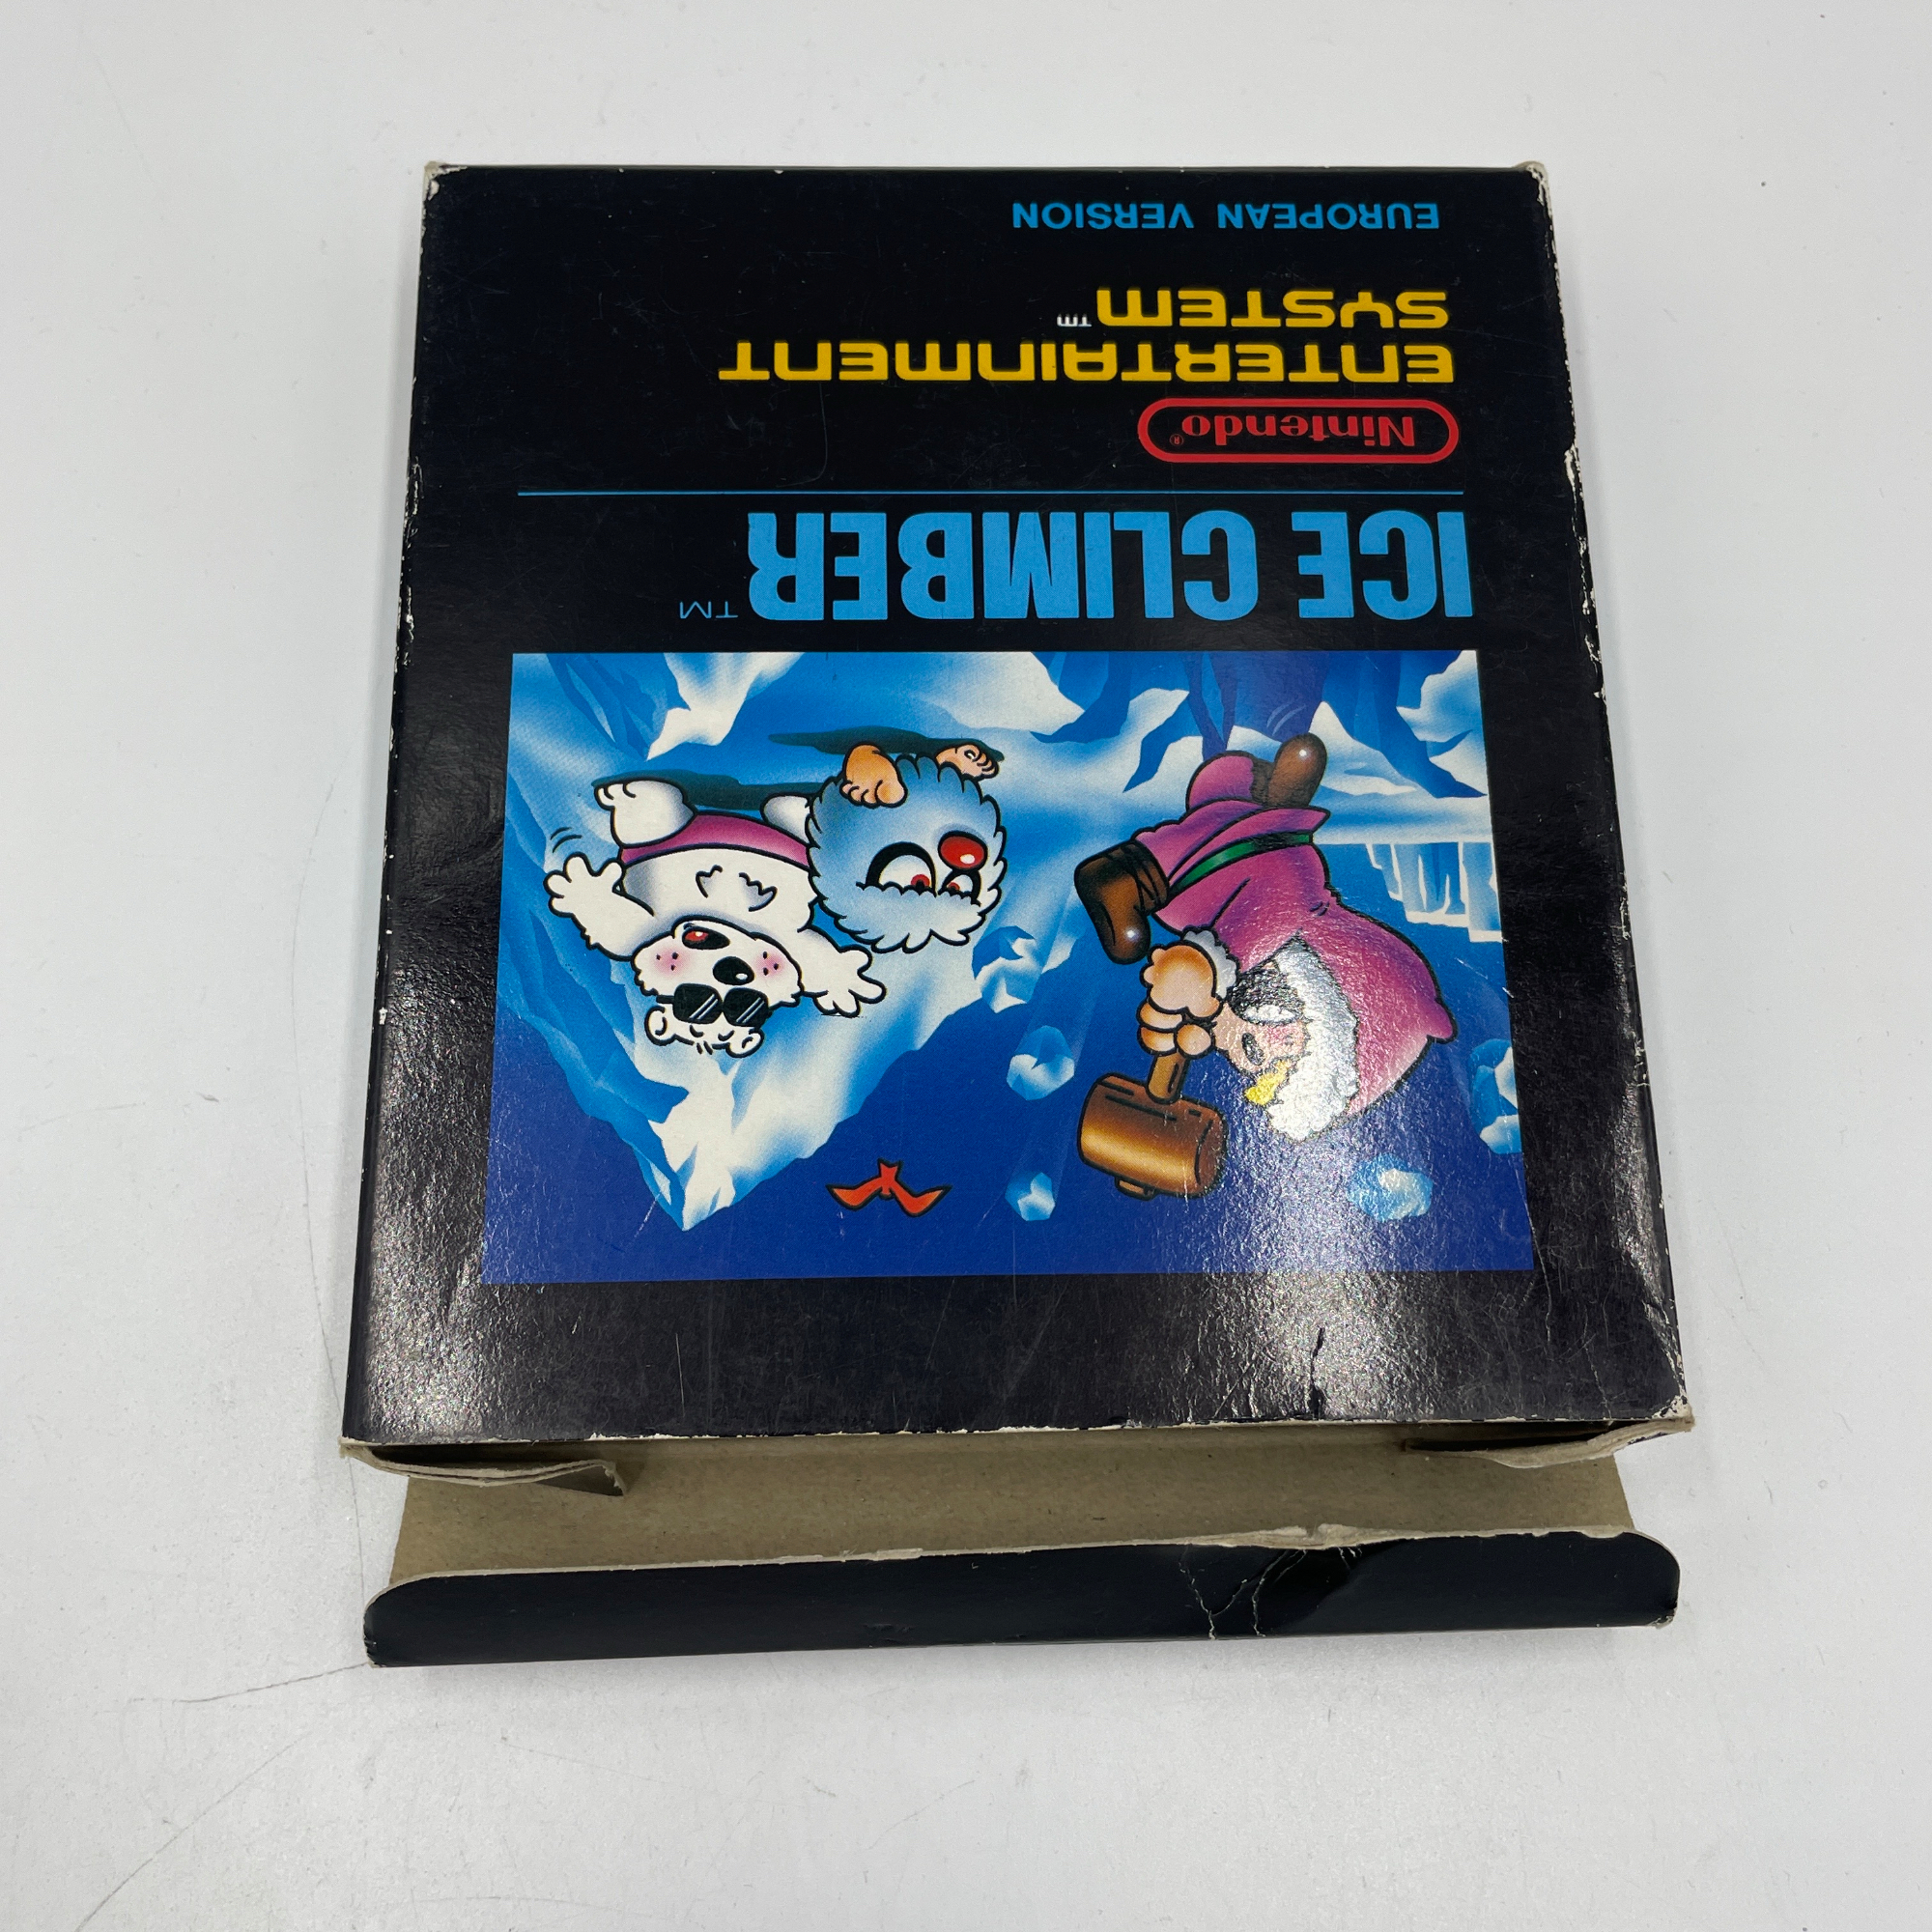 ICE CLIMBER™
Nintendo®
ENTERTAINMENT
SYSTEM™
EUROPEAN VERSION